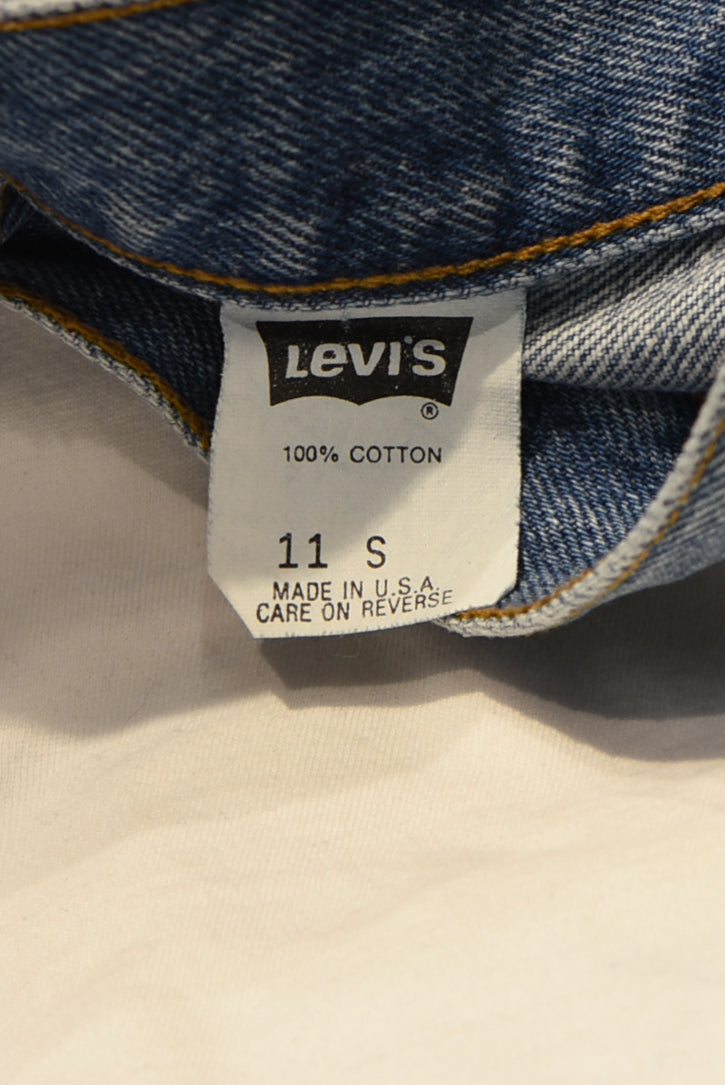 LEVI'S
®
100% COTTON
11 S
MADE IN U.S.A.
CARE ON REVERSE